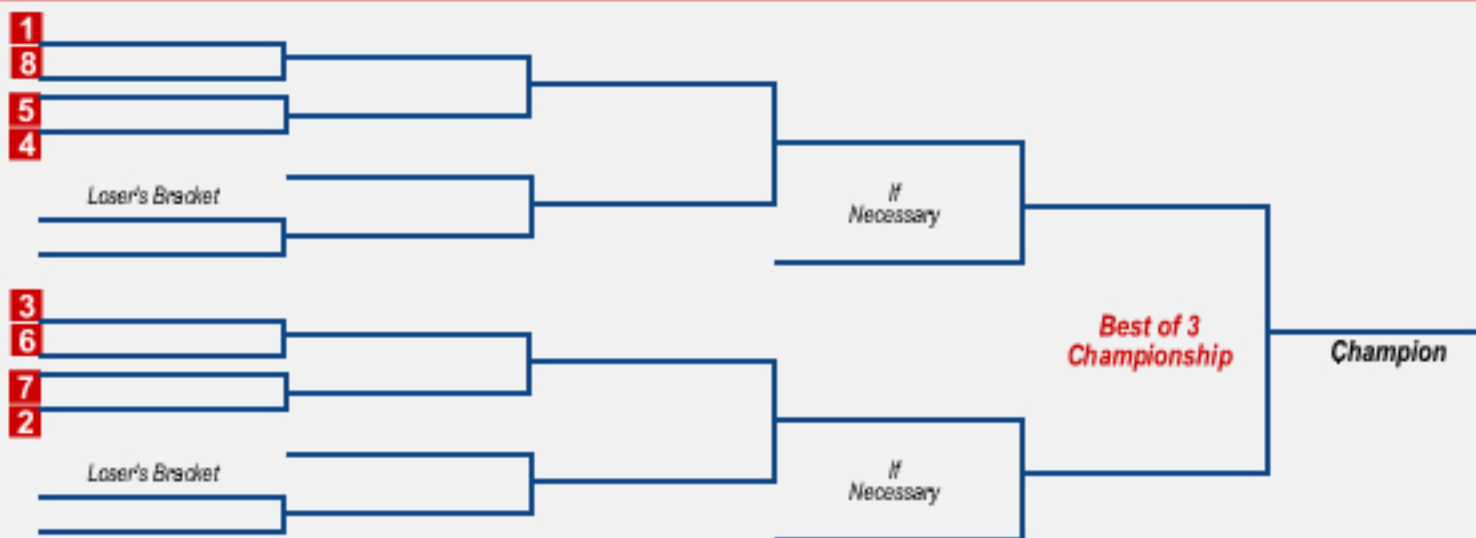 1
8
5
4
Loser's Bracket
If
Necessary
3
6
Best of 3
Championship
Champion
7
2
Loser's Bracket
If
Necessary